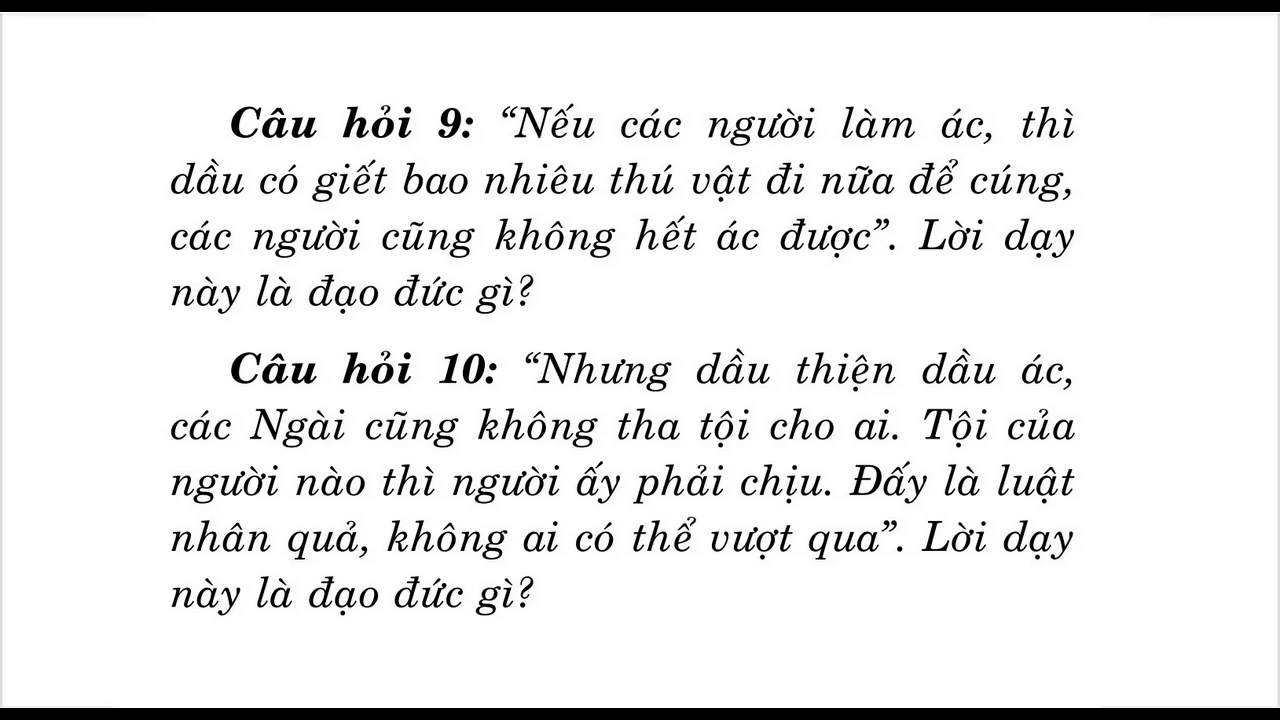 Câu hỏi 9: “Nếu các người làm ác, thì
dầu có giết bao nhiêu thú vật đi nữa để cúng,
các người cũng không hết ác được”. Lời dạy
này là đạo đức gì?
Câu hỏi 10: “Nhưng dầu thiện dầu ác,
các Ngài cũng không tha tội cho ai. Tội của
người nào thì người ấy phải chịu. Đấy là luật
nhân quả, không ai có thể vượt qua”. Lời dạy
này là đạo đức gì?